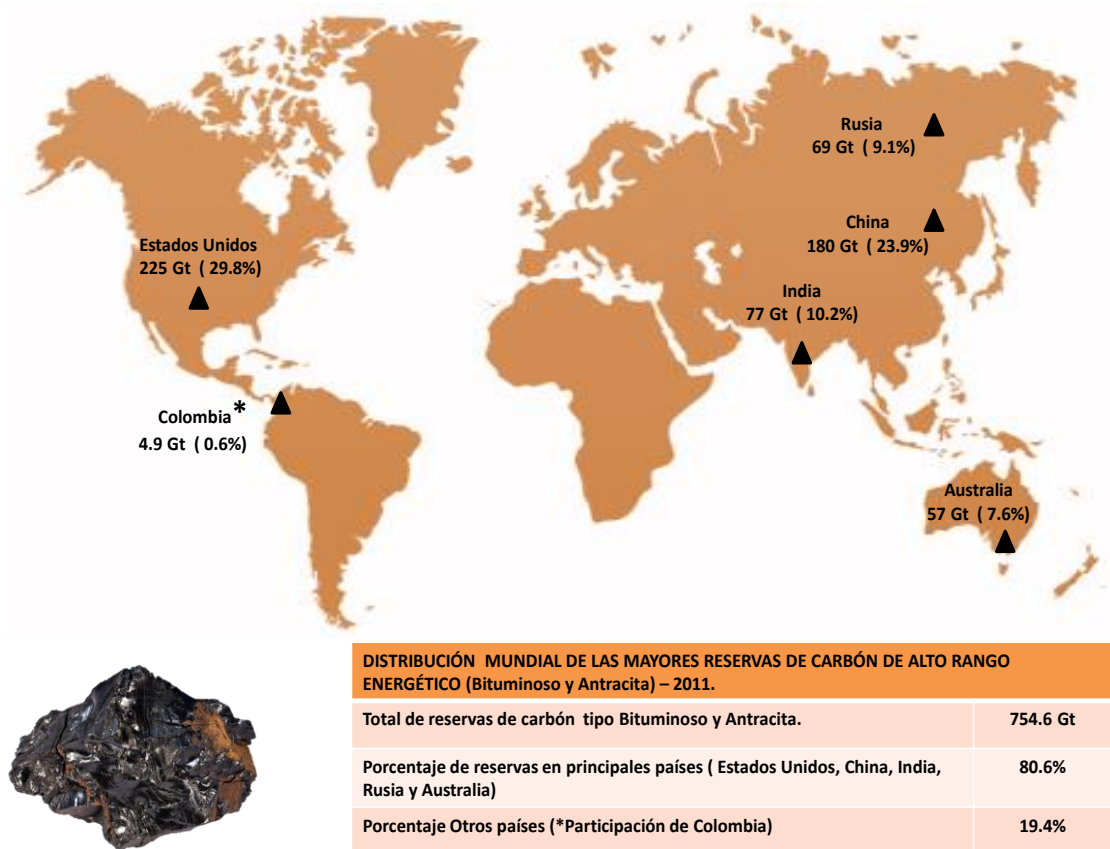 Rusia
69 Gt ( 9.1%)
China
180 Gt ( 23.9%)
Estados Unidos
225 Gt ( 29.8%)
India
77 Gt ( 10.2%)
Colombia*
4.9 Gt ( 0.6%)
Australia
57 Gt ( 7.6%)
DISTRIBUCIÓN MUNDIAL DE LAS MAYORES RESERVAS DE CARBÓN DE ALTO RANGO
ENERGÉTICO (Bituminoso y Antracita) – 2011.
Total de reservas de carbón tipo Bituminoso y Antracita. 754.6 Gt
Porcentaje de reservas en principales países ( Estados Unidos, China, India, 80.6%
Rusia y Australia)
Porcentaje Otros países (*Participación de Colombia) 19.4%